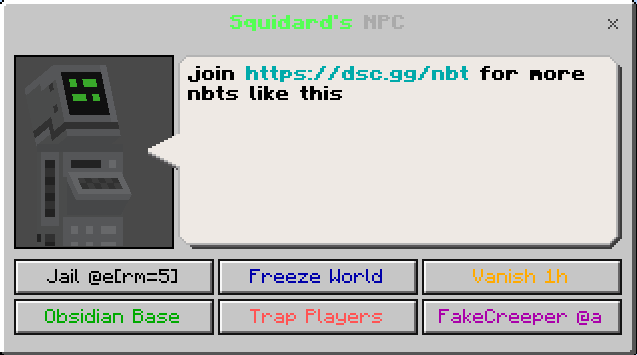 Squidard's NPC
join https://dsc.gg/nbt for more
nbts like this
Jail @e[rm=5]
Freeze World
Vanish 1h
Obsidian Base
Trap Players
FakeCreeper @a